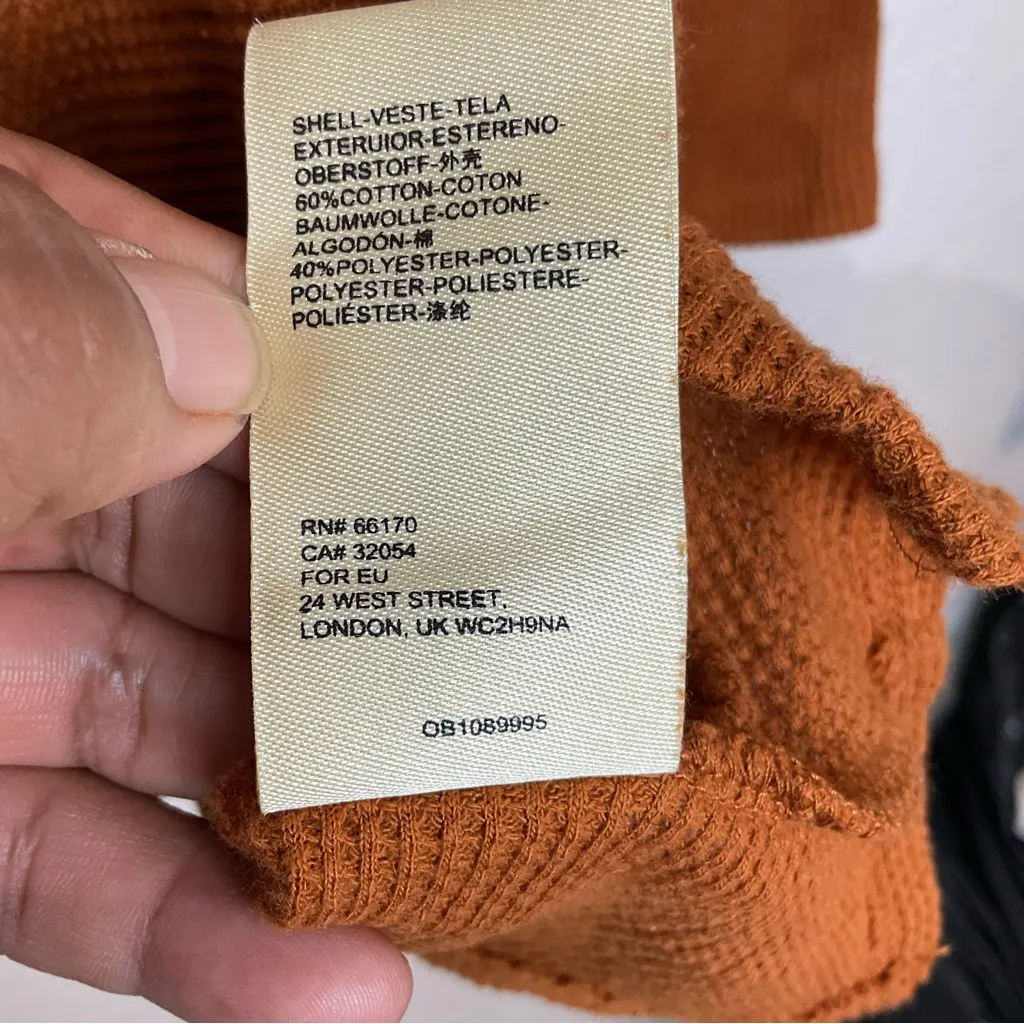 SHELL-VESTE-TELA
EXTERUIOR-ESTERENO-
OBERSTOFF-外壳
60%COTTON-COTON
BAUMWOLLE-COTONE-
ALGODÓN-棉
40%POLYESTER-POLYESTER-
POLYESTER-POLIESTERE-
POLIÉSTER-涤纶
RN# 66170
CA# 32054
FOR EU
24 WEST STREET,
LONDON, UK WC2H9NA
OB1089995